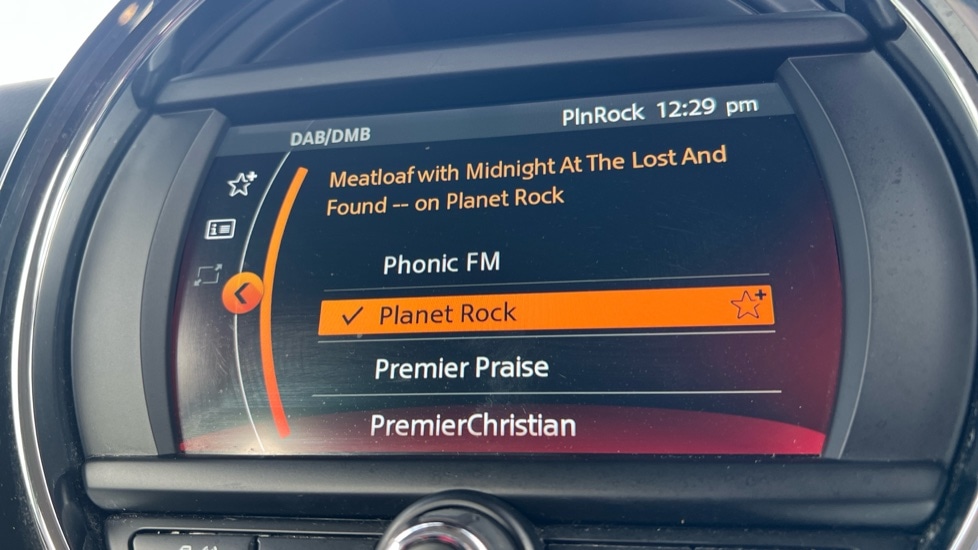 DAB/DMB
PlnRock 12:29 pm
Meatloaf with Midnight At The Lost And
Found -- on Planet Rock
Phonic FM
Planet Rock
Premier Praise
PremierChristian